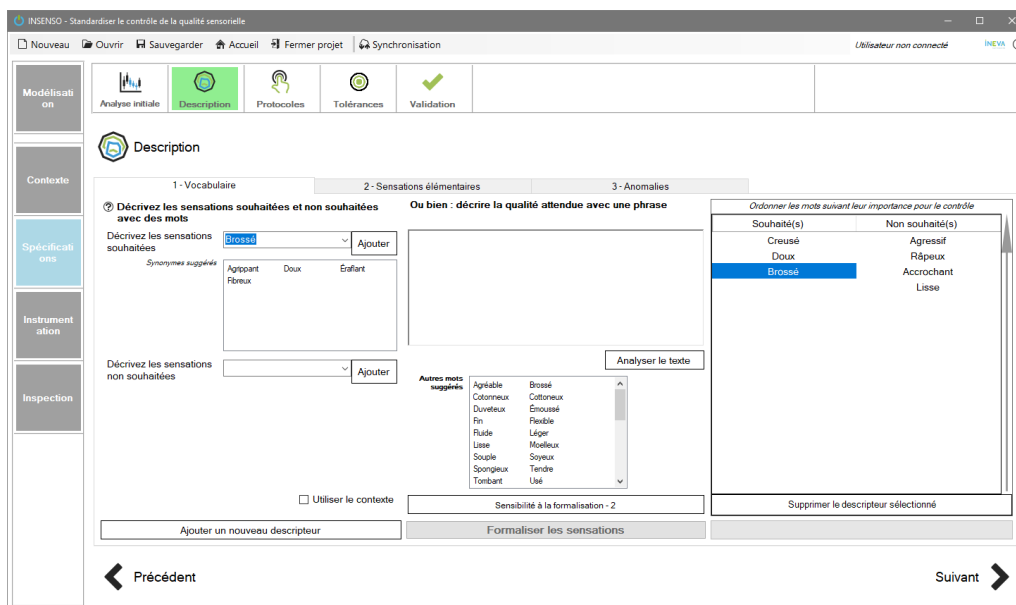 INSENSO - Standardiser le contrôle de la qualité sensorielle
Nouveau Ouvrir Sauvegarder Accueil Fermer projet Synchronisation Utilisateur non connecté INEVA
Modélisati
on
Contexte
Spécificati
ons
Instrument
ation
Inspection
Analyse initiale Description Protocoles Tolérances Validation
Description
1 - Vocabulaire 2 - Sensations élémentaires 3 - Anomalies
Décrivez les sensations souhaitées et non souhaitées
avec des mots
Décrivez les sensations
souhaitées
Brossé Ajouter
Synonymes suggérés
Agrippant Doux Éraflant
Fibreux
Décrivez les sensations
non souhaitées
Ajouter
Utiliser le contexte
Ajouter un nouveau descripteur
Ou bien : décrire la qualité attendue avec une phrase
Analyser le texte
Autres mots
suggérés
Agréable Brossé
Cotonneux Cottoneux
Duveteux Émoussé
Fin Flexible
Fluide Léger
Lisse Moelleux
Souple Soyeux
Spongieux Tendre
Tombant Usé
Sensibilité à la formalisation - 2
Formaliser les sensations
Ordonner les mots suivant leur importance pour le contrôle
Souhaité(s) Non souhaité(s)
Creusé Agressif
Doux Râpeux
Brossé Accrochant
Lisse
Supprimer le descripteur sélectionné
Précédent Suivant